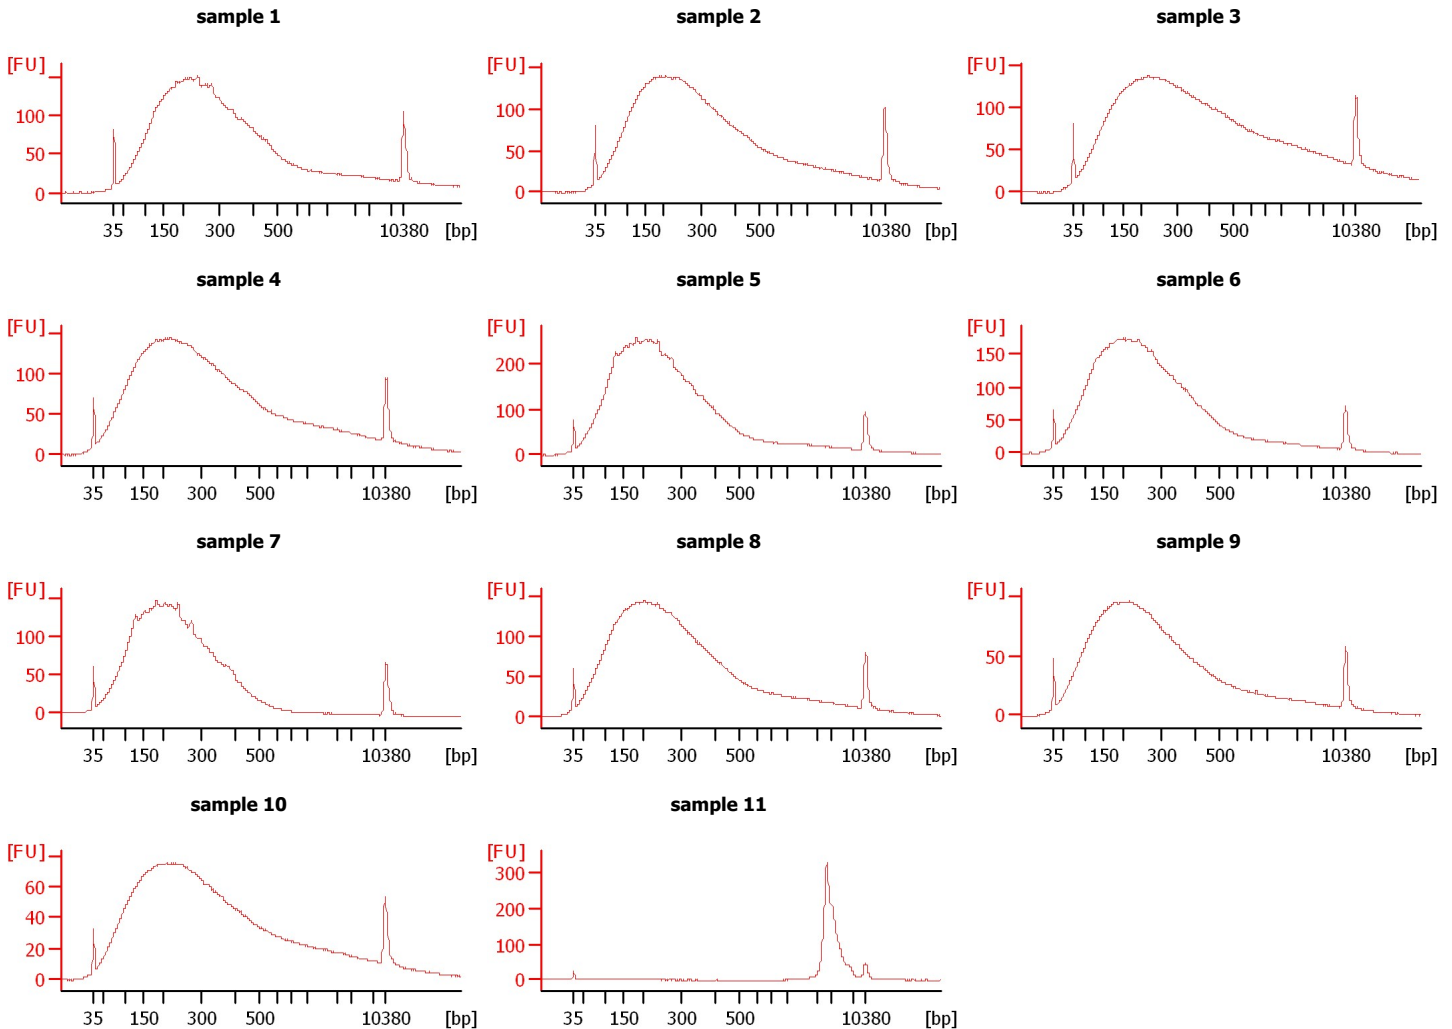 sample 1 sample 2 sample 3
[FU] [FU] [FU]
100 100 100
50 50 50
0 0 0
35 150 300 500 10380 [bp] 35 150 300 500 10380 [bp] 35 150 300 500 10380 [bp]
sample 4 sample 5 sample 6
[FU] [FU] [FU]
100 200 150
50 100 100
0 0 50
0
35 150 300 500 10380 [bp] 35 150 300 500 10380 [bp] 35 150 300 500 10380 [bp]
sample 7 sample 8 sample 9
[FU] [FU] [FU]
100 100 50
50 50 0
0 0
35 150 300 500 10380 [bp] 35 150 300 500 10380 [bp] 35 150 300 500 10380 [bp]
sample 10 sample 11
[FU] [FU]
60 300
40 200
20 100
0 0
35 150 300 500 10380 [bp] 35 150 300 500 10380 [bp]